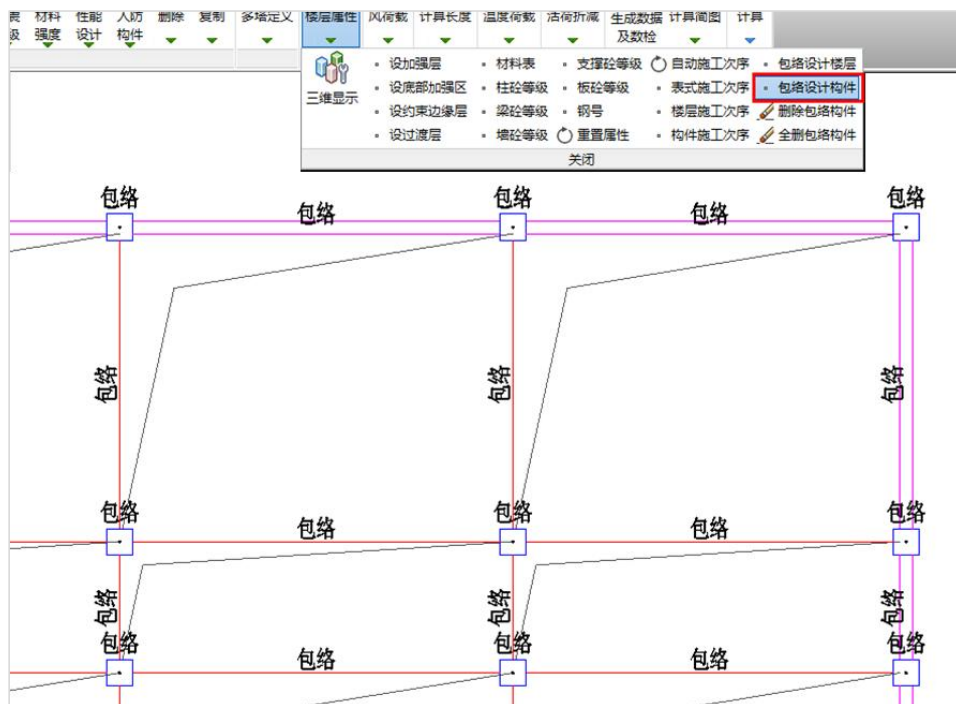 材料 性能 人防 删除 复制 多塔定义 楼层属性 风荷载 计算长度 温度荷载 活荷折减 生成数据 计算简图 计算
级 强度 设计 构件 及数检
设加强层 材料表 支撑砼等级 自动施工次序 包络设计楼层
三维显示 设底部加强区 柱砼等级 板砼等级 表式施工次序 包络设计构件
设约束边缘层 梁砼等级 钢号 楼层施工次序 删除包络构件
设过渡层 墙砼等级 重置属性 构件施工次序 全删包络构件
关闭
包络 包络 包络
包络 包络
包络 包络 包络
包络 包络 包络
包络 包络
包络 包络 包络
包络 包络 包络
包络 包络